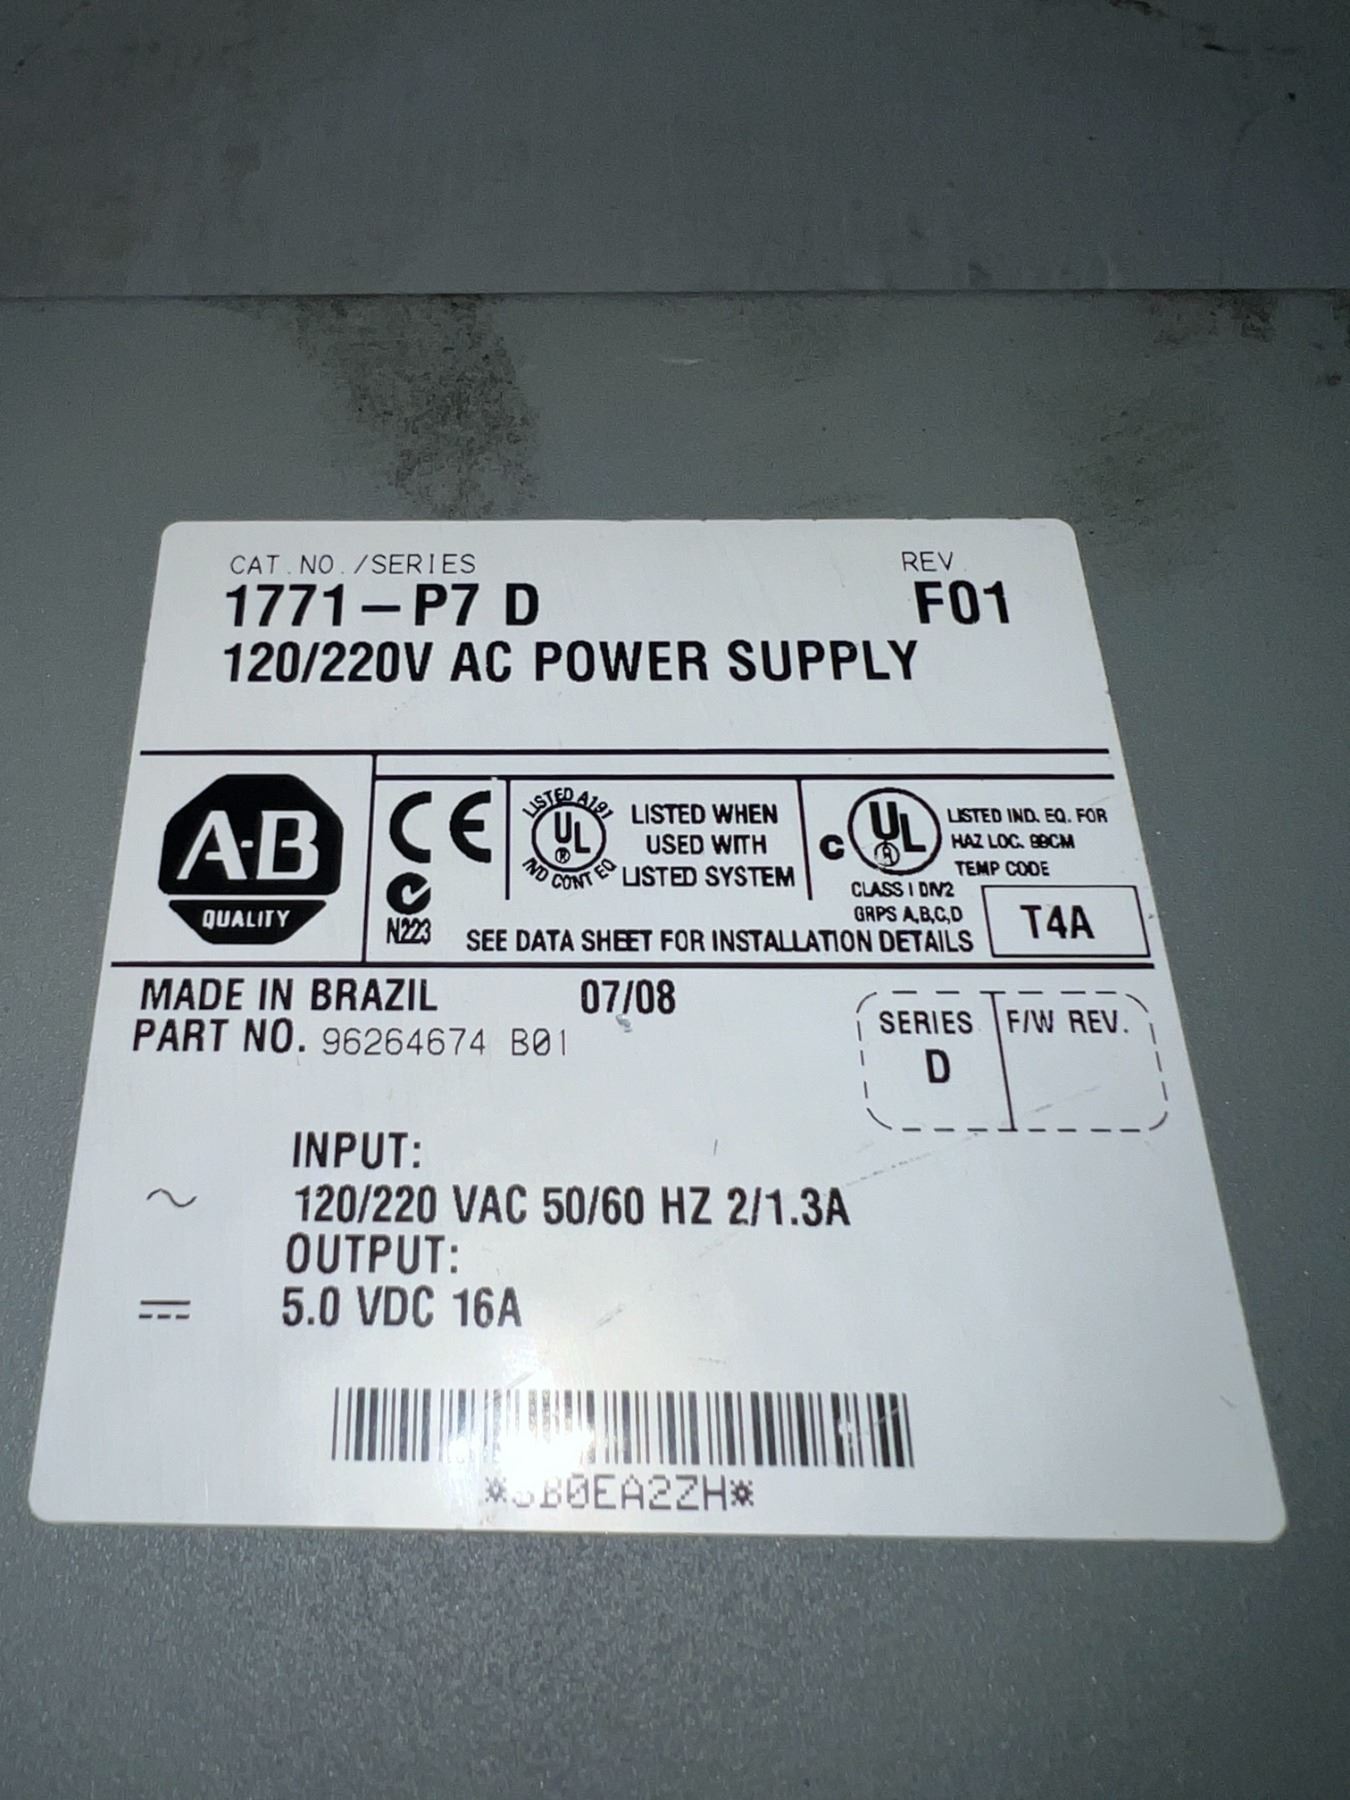 CAT.NO./SERIES REV.
1771-P7 D F01
120/220V AC POWER SUPPLY
A-B
QUALITY
CE
N223
LISTED A191
UL
®
IND CONT EQ
LISTED WHEN
USED WITH
LISTED SYSTEM
C UL
®
LISTED IND. EQ. FOR
HAZ LOC. 99CM
TEMP CODE
CLASS I DIV2
GRPS A,B,C,D
T4A
SEE DATA SHEET FOR INSTALLATION DETAILS
MADE IN BRAZIL 07/08
PART NO. 96264674 B01
SERIES F/W REV.
D
INPUT:
120/220 VAC 50/60 HZ 2/1.3A
OUTPUT:
5.0 VDC 16A